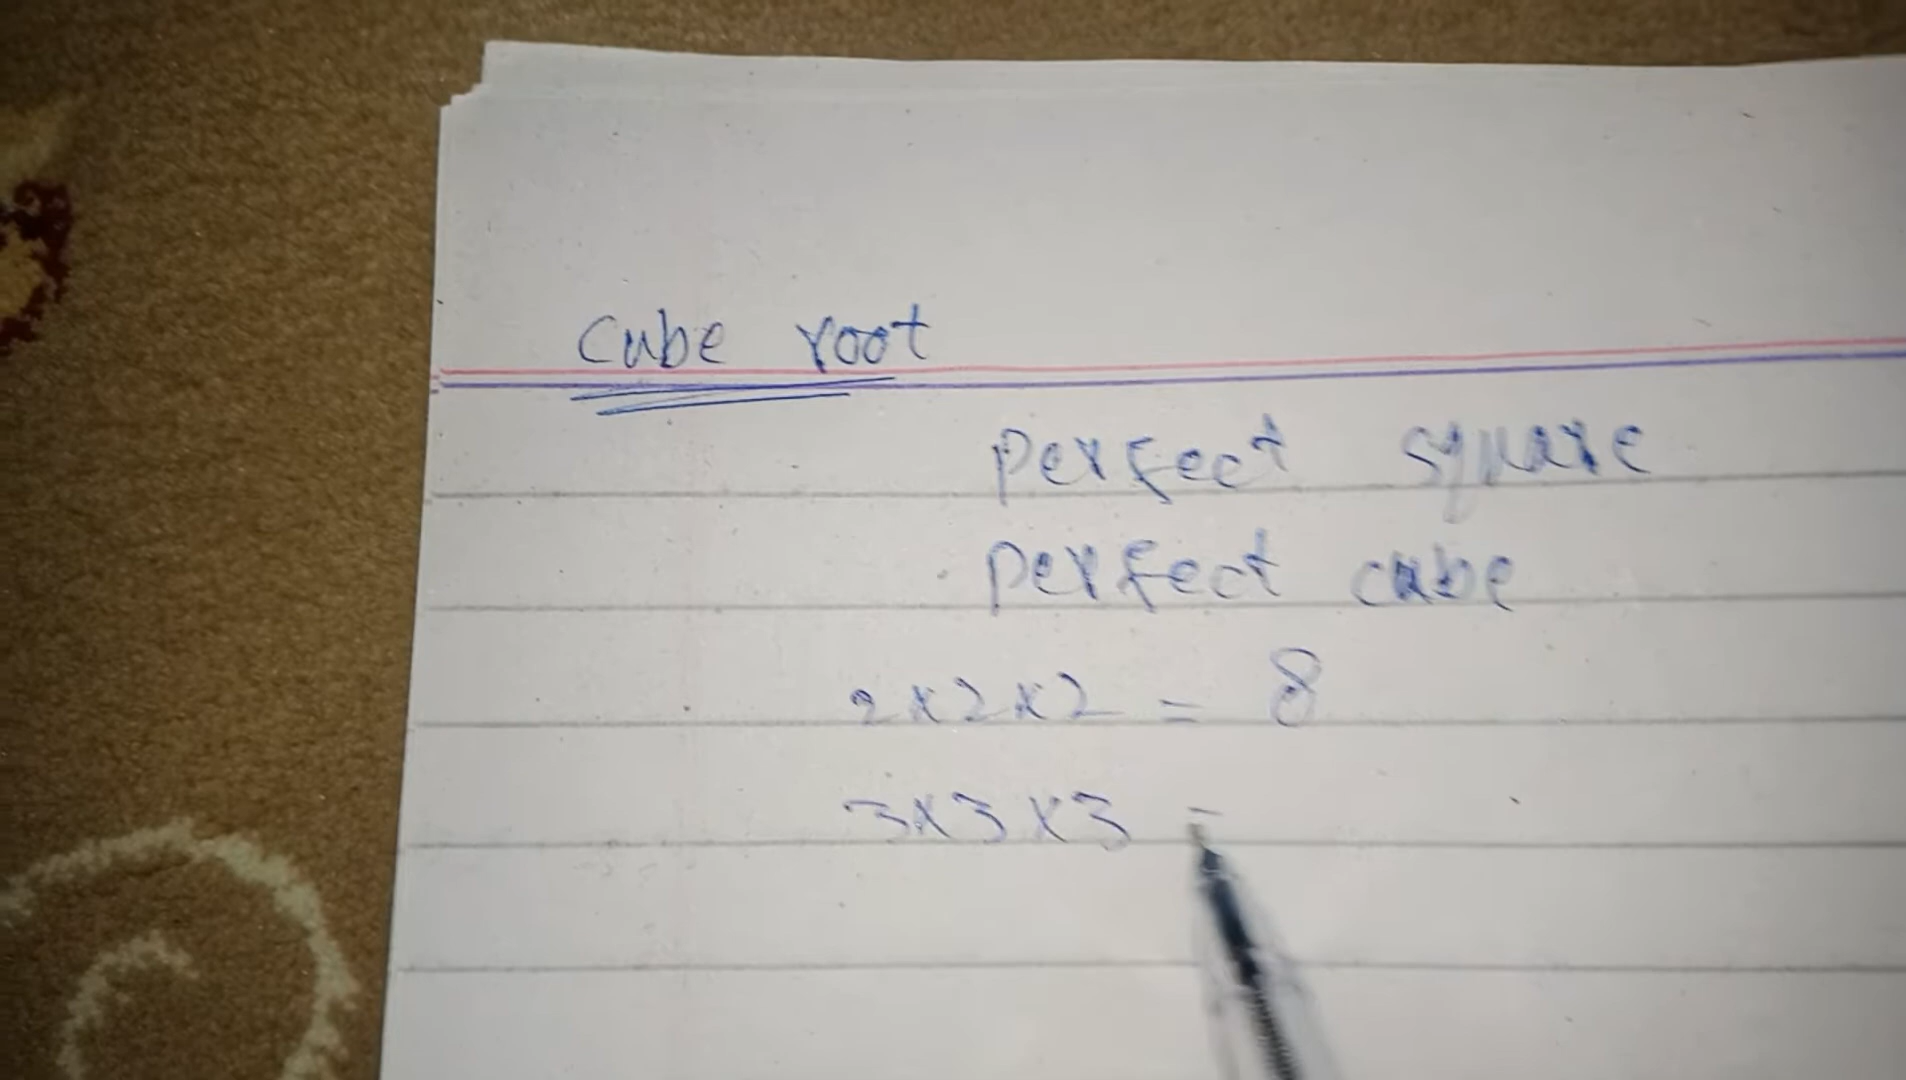 cube root
perfect square
perfect cube
2x2x2 = 8
3x3x3 =